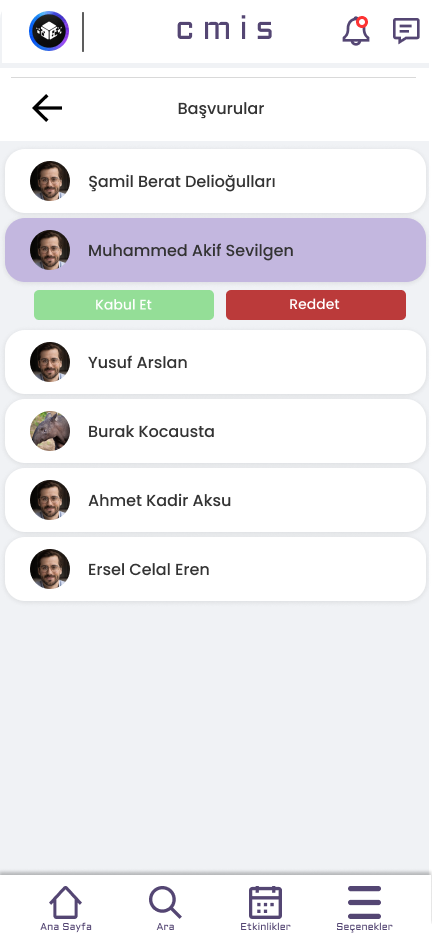 cmis
Başvurular
Şamil Berat Delioğulları
Muhammed Akif Sevilgen
Kabul Et
Reddet
Yusuf Arslan
Burak Kocausta
Ahmet Kadir Aksu
Ersel Celal Eren
Ana Sayfa
Ara
Etkinlikler
Seçenekler